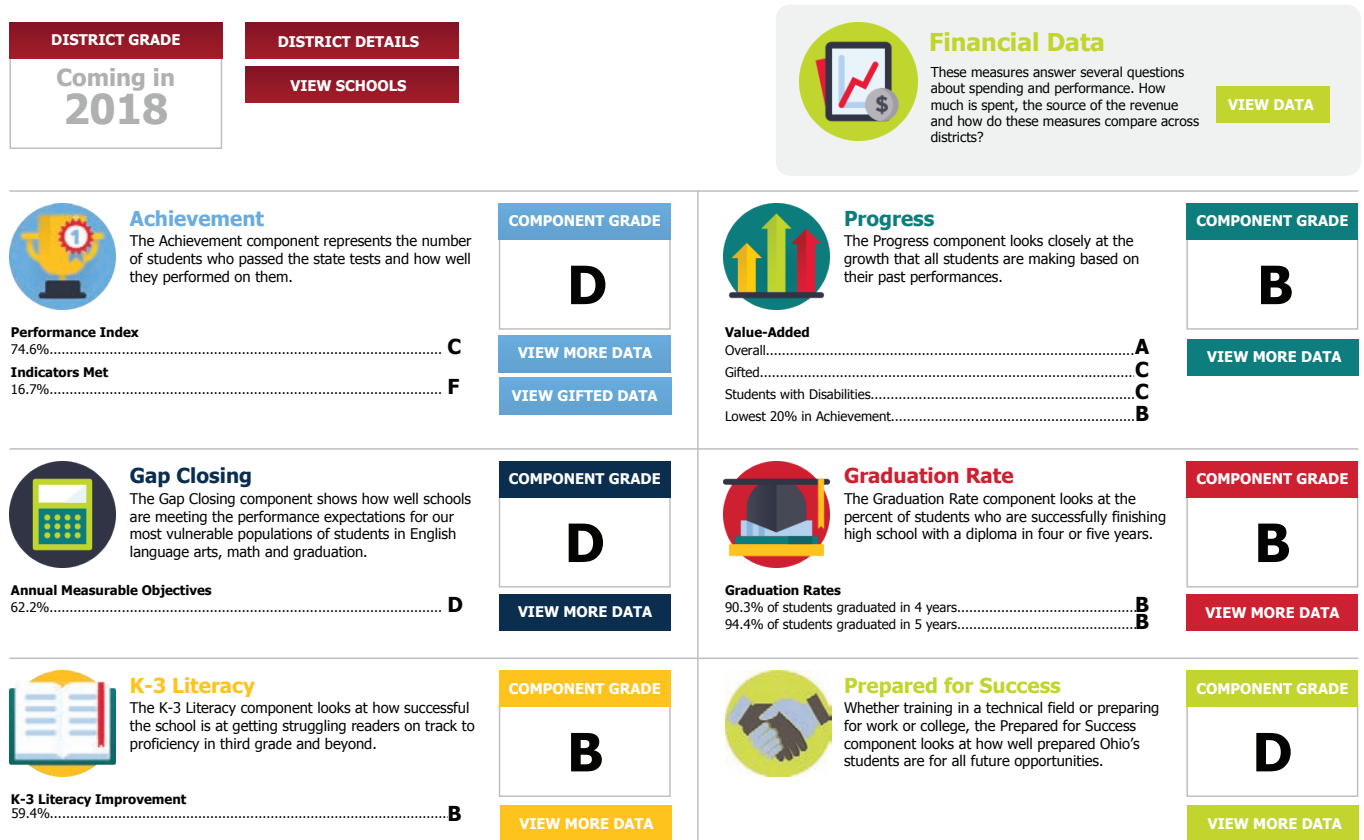 DISTRICT GRADE
Coming in
2018
DISTRICT DETAILS
VIEW SCHOOLS
Financial Data
These measures answer several questions
about spending and performance. How
much is spent, the source of the revenue
and how do these measures compare across
districts?
VIEW DATA
Achievement
The Achievement component represents the number
of students who passed the state tests and how well
they performed on them.
COMPONENT GRADE
D
Performance Index
74.6%.......................................................................................... C
Indicators Met
16.7%.......................................................................................... F
VIEW MORE DATA
VIEW GIFTED DATA
1
Progress
The Progress component looks closely at the
growth that all students are making based on
their past performances.
COMPONENT GRADE
B
Value-Added
Overall.....................................................................................A
Gifted.......................................................................................C
Students with Disabilities.............................................................C
Lowest 20% in Achievement.........................................................B
VIEW MORE DATA
Gap Closing
The Gap Closing component shows how well schools
are meeting the performance expectations for our
most vulnerable populations of students in English
language arts, math and graduation.
COMPONENT GRADE
D
Annual Measurable Objectives
62.2%.......................................................................................... D
VIEW MORE DATA
Graduation Rate
The Graduation Rate component looks at the
percent of students who are successfully finishing
high school with a diploma in four or five years.
COMPONENT GRADE
B
Graduation Rates
90.3% of students graduated in 4 years.........................................B
94.4% of students graduated in 5 years.........................................B
VIEW MORE DATA
K-3 Literacy
The K-3 Literacy component looks at how successful
the school is at getting struggling readers on track to
proficiency in third grade and beyond.
COMPONENT GRADE
B
K-3 Literacy Improvement
59.4%...........................................................................................B
VIEW MORE DATA
Prepared for Success
Whether training in a technical field or preparing
for work or college, the Prepared for Success
component looks at how well prepared Ohio's
students are for all future opportunities.
COMPONENT GRADE
D
VIEW MORE DATA